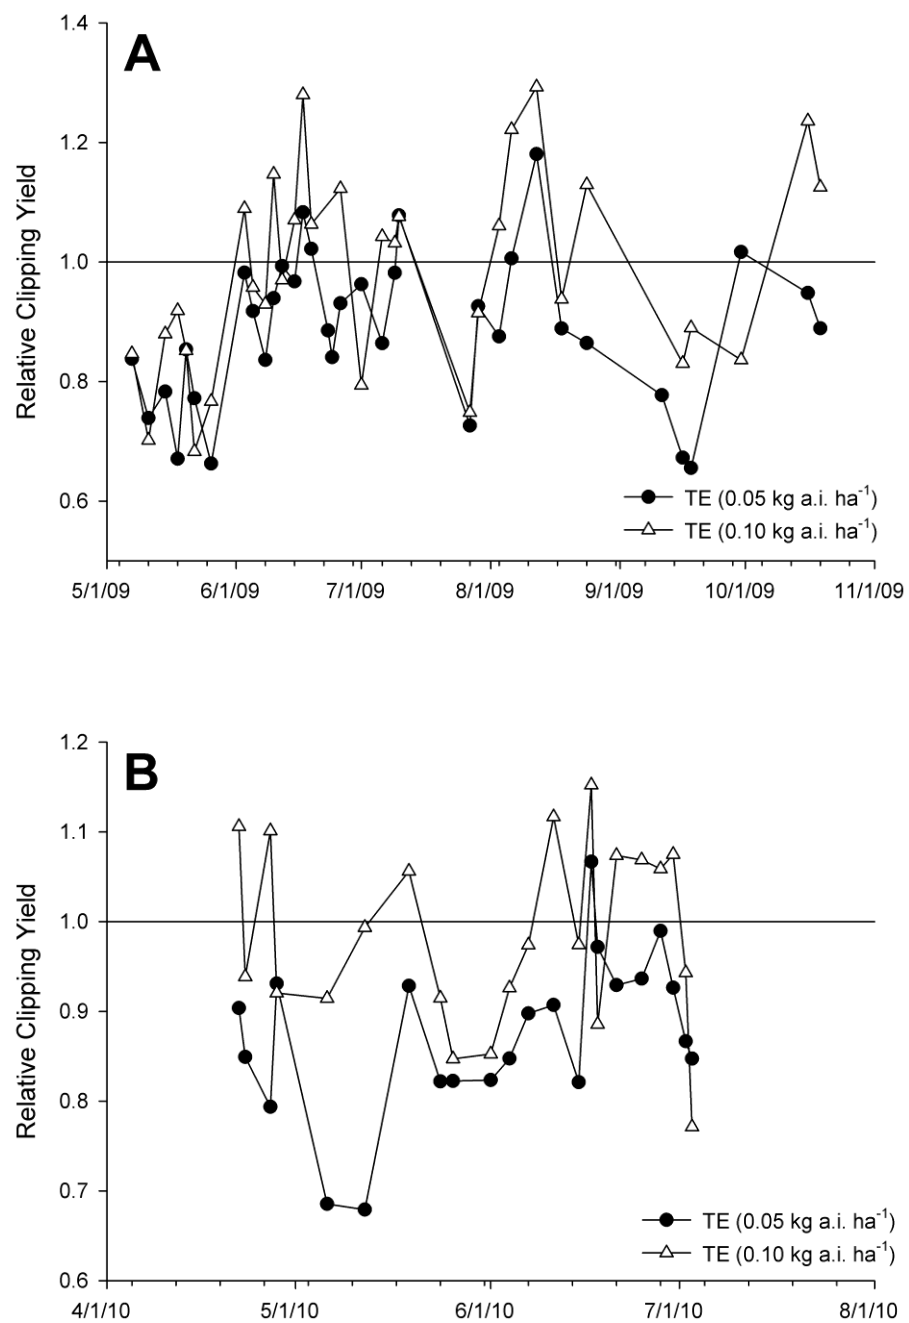 A
1.4
1.2
1.0
0.8
0.6
Relative Clipping Yield
TE (0.05 kg a.i. ha⁻¹)
TE (0.10 kg a.i. ha⁻¹)
5/1/09 6/1/09 7/1/09 8/1/09 9/1/09 10/1/09 11/1/09
B
1.2
1.1
1.0
0.9
0.8
0.7
0.6
Relative Clipping Yield
TE (0.05 kg a.i. ha⁻¹)
TE (0.10 kg a.i. ha⁻¹)
4/1/10 5/1/10 6/1/10 7/1/10 8/1/10